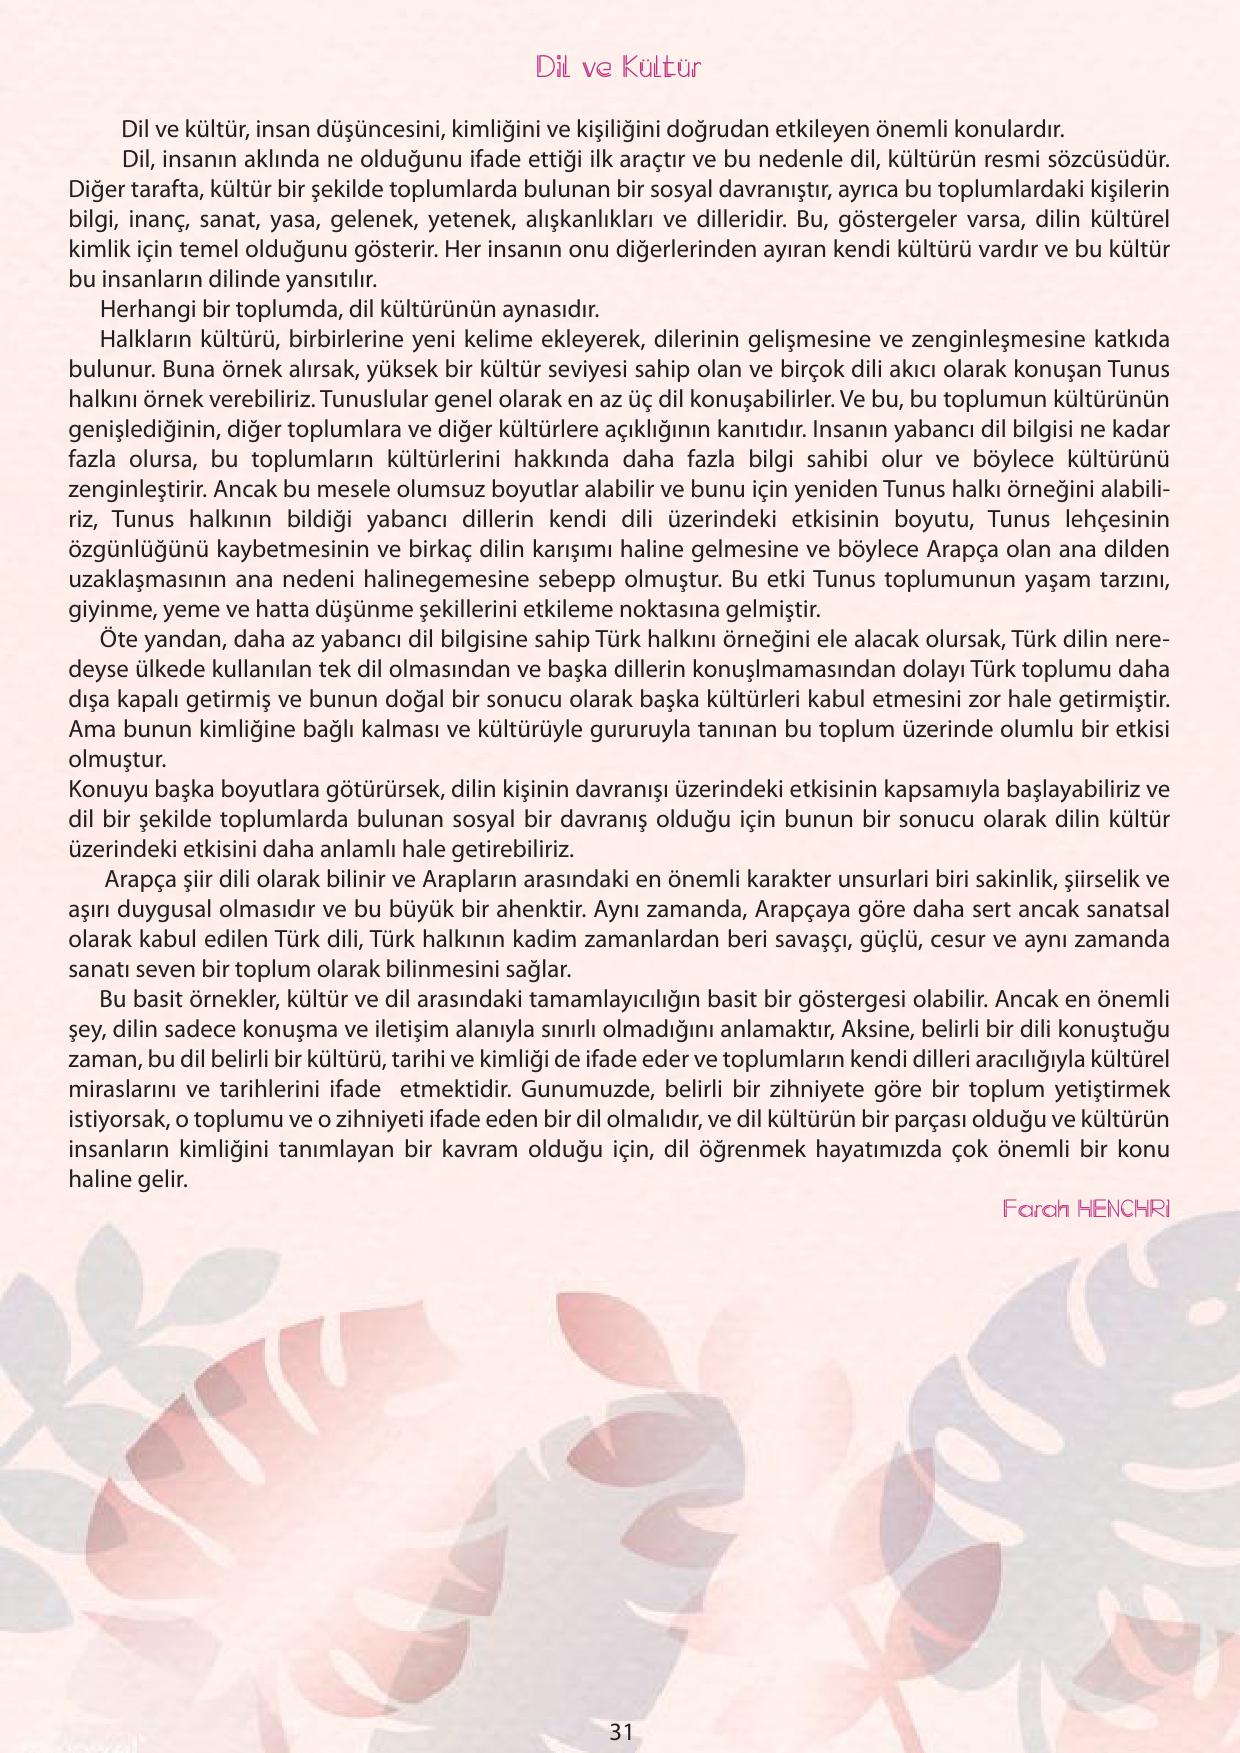 Dil ve Kültür
Dil ve kültür, insan düşüncesini, kimliğini ve kişiliğini doğrudan etkileyen önemli konulardır.
Dil, insanın aklında ne olduğunu ifade ettiği ilk araçtır ve bu nedenle dil, kültürün resmi sözcüsüdür.
Diğer tarafta, kültür bir şekilde toplumlarda bulunan bir sosyal davranıştır, ayrıca bu toplumlardaki kişilerin
bilgi, inanç, sanat, yasa, gelenek, yetenek, alışkanlıkları ve dilleridir. Bu, göstergeler varsa, dilin kültürel
kimlik için temel olduğunu gösterir. Her insanın onu diğerlerinden ayıran kendi kültürü vardır ve bu kültür
bu insanların dilinde yansıtılır.
Herhangi bir toplumda, dil kültürünün aynasıdır.
Halkların kültürü, birbirlerine yeni kelime ekleyerek, dilerinin gelişmesine ve zenginleşmesine katkıda
bulunur. Buna örnek alırsak, yüksek bir kültür seviyesi sahip olan ve birçok dili akıcı olarak konuşan Tunus
halkını örnek verebiliriz. Tunuslular genel olarak en az üç dil konuşabilirler. Ve bu, bu toplumun kültürünün
genişlediğinin, diğer toplumlara ve diğer kültürlere açıklığının kanıtıdır. Insanın yabancı dil bilgisi ne kadar
fazla olursa, bu toplumların kültürlerini hakkında daha fazla bilgi sahibi olur ve böylece kültürünü
zenginleştirir. Ancak bu mesele olumsuz boyutlar alabilir ve bunu için yeniden Tunus halkı örneğini alabili-
riz, Tunus halkının bildiği yabancı dillerin kendi dili üzerindeki etkisinin boyutu, Tunus lehçesinin
özgünlüğünü kaybetmesinin ve birkaç dilin karışımı haline gelmesine ve böylece Arapça olan ana dilden
uzaklaşmasının ana nedeni halinegemesine sebepp olmuştur. Bu etki Tunus toplumunun yaşam tarzını,
giyinme, yeme ve hatta düşünme şekillerini etkileme noktasına gelmiştir.
Öte yandan, daha az yabancı dil bilgisine sahip Türk halkını örneğini ele alacak olursak, Türk dilin nere-
deyse ülkede kullanılan tek dil olmasından ve başka dillerin konuşlmamasından dolayı Türk toplumu daha
dışa kapalı getirmiş ve bunun doğal bir sonucu olarak başka kültürleri kabul etmesini zor hale getirmiştir.
Ama bunun kimliğine bağlı kalması ve kültürüyle gururuyla tanınan bu toplum üzerinde olumlu bir etkisi
olmuştur.
Konuyu başka boyutlara götürürsek, dilin kişinin davranışı üzerindeki etkisinin kapsamıyla başlayabiliriz ve
dil bir şekilde toplumlarda bulunan sosyal bir davranış olduğu için bunun bir sonucu olarak dilin kültür
üzerindeki etkisini daha anlamlı hale getirebiliriz.
Arapça şiir dili olarak bilinir ve Arapların arasındaki en önemli karakter unsurlari biri sakinlik, şiirselik ve
aşırı duygusal olmasıdır ve bu büyük bir ahenktir. Aynı zamanda, Arapçaya göre daha sert ancak sanatsal
olarak kabul edilen Türk dili, Türk halkının kadim zamanlardan beri savaşçı, güçlü, cesur ve aynı zamanda
sanatı seven bir toplum olarak bilinmesini sağlar.
Bu basit örnekler, kültür ve dil arasındaki tamamlayıcılığın basit bir göstergesi olabilir. Ancak en önemli
şey, dilin sadece konuşma ve iletişim alanıyla sınırlı olmadığını anlamaktır, Aksine, belirli bir dili konuştuğu
zaman, bu dil belirli bir kültürü, tarihi ve kimliği de ifade eder ve toplumların kendi dilleri aracılığıyla kültürel
miraslarını ve tarihlerini ifade  etmektidir. Gunumuzde, belirli bir zihniyete göre bir toplum yetiştirmek
istiyorsak, o toplumu ve o zihniyeti ifade eden bir dil olmalıdır, ve dil kültürün bir parçası olduğu ve kültürün
insanların kimliğini tanımlayan bir kavram olduğu için, dil öğrenmek hayatımızda çok önemli bir konu
haline gelir.
Farah HENCHRI
31